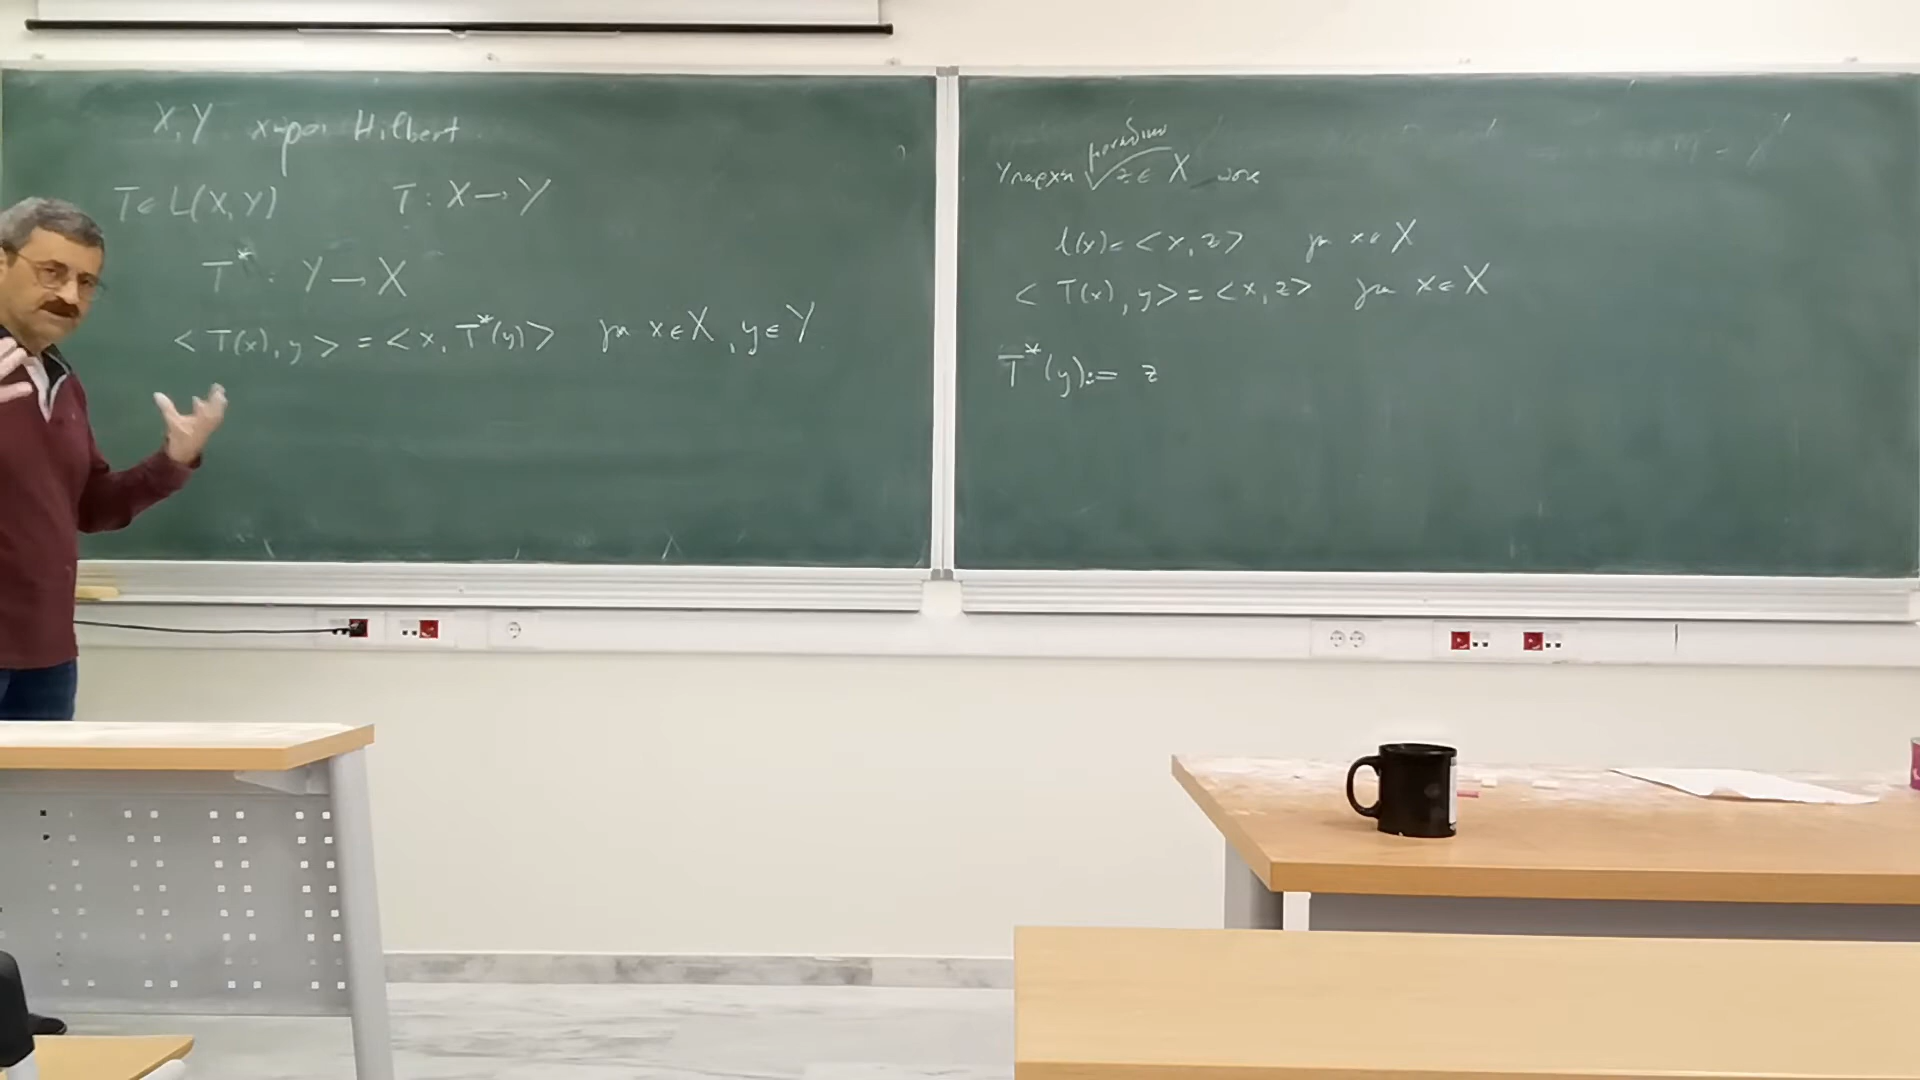 X, Y χώροι Hilbert
T ∈ L(X, Y) T : X → Y
T* : Y → X
< T(x), y > = < x, T*(y) > για x ∈ X, y ∈ Y
μοναδικό
Υπάρχει z ∈ X ώστε
l(x) = < x, z > για x ∈ X
< T(x), y > = < x, z > για x ∈ X
T*(y) := z